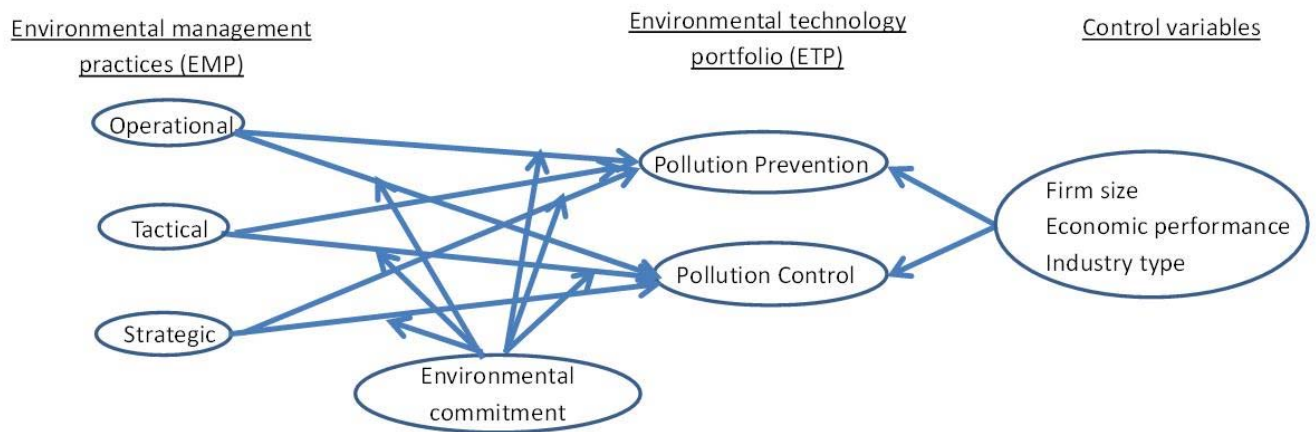 Environmental management
practices (EMP)
Environmental technology
portfolio (ETP)
Control variables
Operational
Tactical
Strategic
Pollution Prevention
Pollution Control
Environmental
commitment
Firm size
Economic performance
Industry type